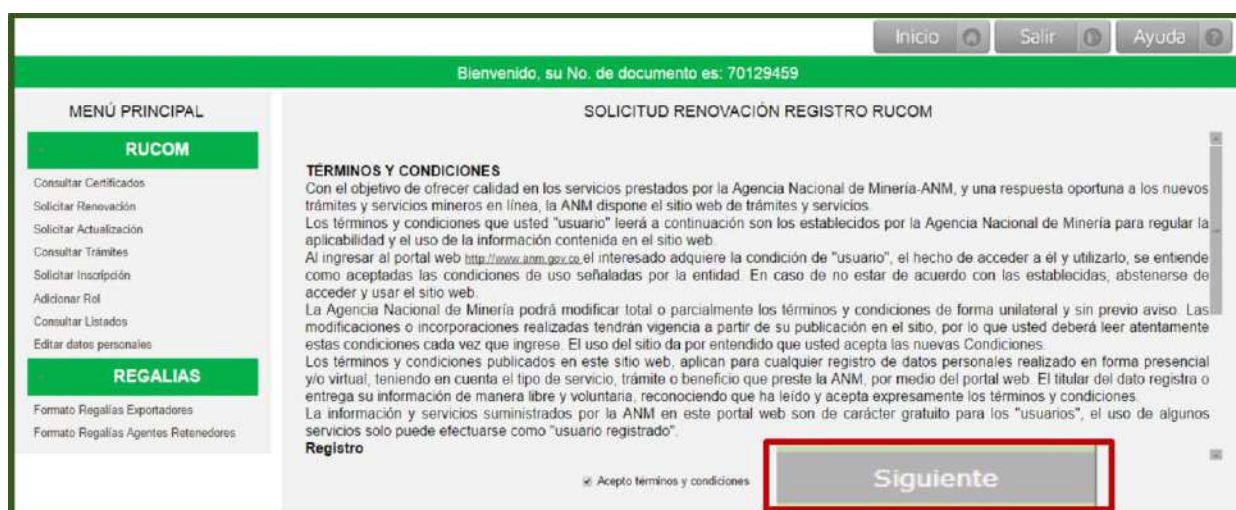 Inicio
Salir
Ayuda
Bienvenido, su No. de documento es: 70129459
MENÚ PRINCIPAL
RUCOM
Consultar Certificados
Solicitar Renovación
Solicitar Actualización
Consultar Trámites
Solicitar Inscripción
Adicionar Rol
Consultar Listados
Editar datos personales
REGALIAS
Formato Regalías Exportadores
Formato Regalías Agentes Retenedores
SOLICITUD RENOVACIÓN REGISTRO RUCOM
TÉRMINOS Y CONDICIONES
Con el objetivo de ofrecer calidad en los servicios prestados por la Agencia Nacional de Minería-ANM, y una respuesta oportuna a los nuevos
trámites y servicios mineros en línea, la ANM dispone el sitio web de trámites y servicios.
Los términos y condiciones que usted "usuario" leerá a continuación son los establecidos por la Agencia Nacional de Minería para regular la
aplicabilidad y el uso de la información contenida en el sitio web.
Al ingresar al portal web http://www.anm.gov.co el interesado adquiere la condición de "usuario", el hecho de acceder a él y utilizarlo, se entiende
como aceptadas las condiciones de uso señaladas por la entidad. En caso de no estar de acuerdo con las establecidas, abstenerse de
acceder y usar el sitio web.
La Agencia Nacional de Minería podrá modificar total o parcialmente los términos y condiciones de forma unilateral y sin previo aviso. Las
modificaciones o incorporaciones realizadas tendrán vigencia a partir de su publicación en el sitio, por lo que usted deberá leer atentamente
estas condiciones cada vez que ingrese. El uso del sitio da por entendido que usted acepta las nuevas Condiciones.
Los términos y condiciones publicados en este sitio web, aplican para cualquier registro de datos personales realizado en forma presencial
y/o virtual, teniendo en cuenta el tipo de servicio, trámite o beneficio que preste la ANM, por medio del portal web. El titular del dato registra o
entrega su información de manera libre y voluntaria, reconociendo que ha leído y acepta expresamente los términos y condiciones.
La información y servicios suministrados por la ANM en este portal web son de carácter gratuito para los "usuarios", el uso de algunos
servicios solo puede efectuarse como "usuario registrado".
Registro
Acepto términos y condiciones
Siguiente